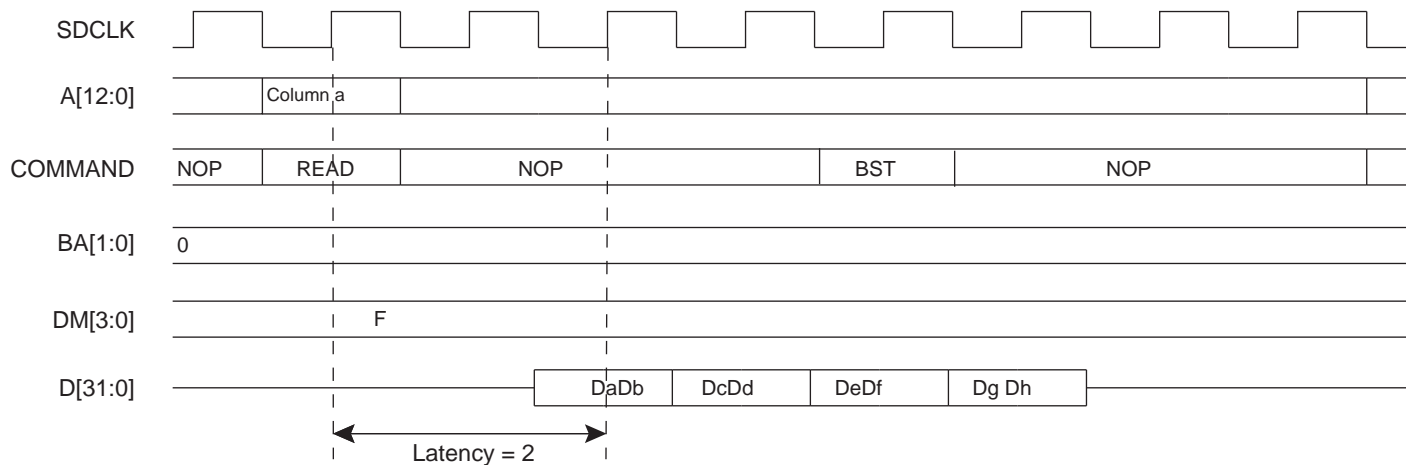 SDCLK
A[12:0] Column a
COMMAND NOP READ NOP BST NOP
BA[1:0] 0
DM[3:0] F
D[31:0] DaDb DcDd DeDf Dg Dh
Latency = 2